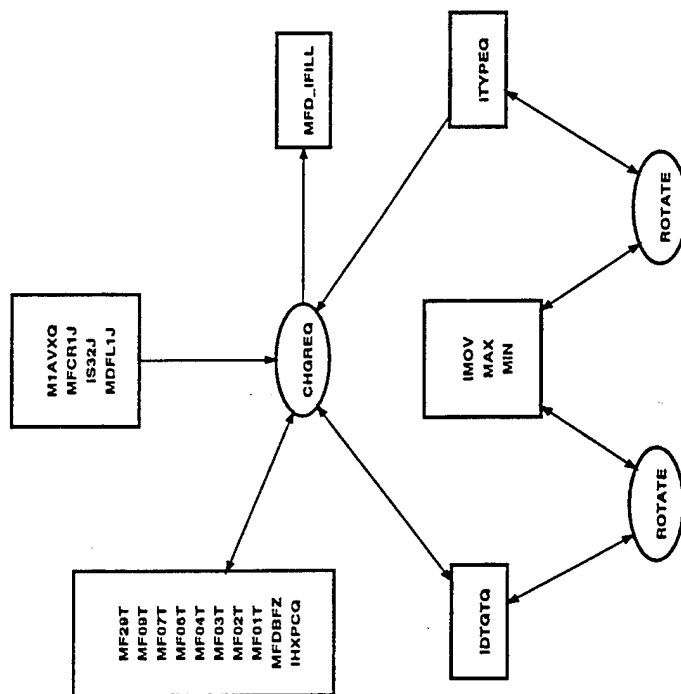 M1AVXQ
MFCR1J
IS32J
MDFL1J
MF29T
MF09T
MF07T
MF06T
MF04T
MF03T
MF02T
MF01T
MFDBFZ
IHXPCQ
CHGREQ
MFD_IFILL
IDTGTQ
IMOV
MAX
MIN
ITYPEQ
ROTATE
ROTATE